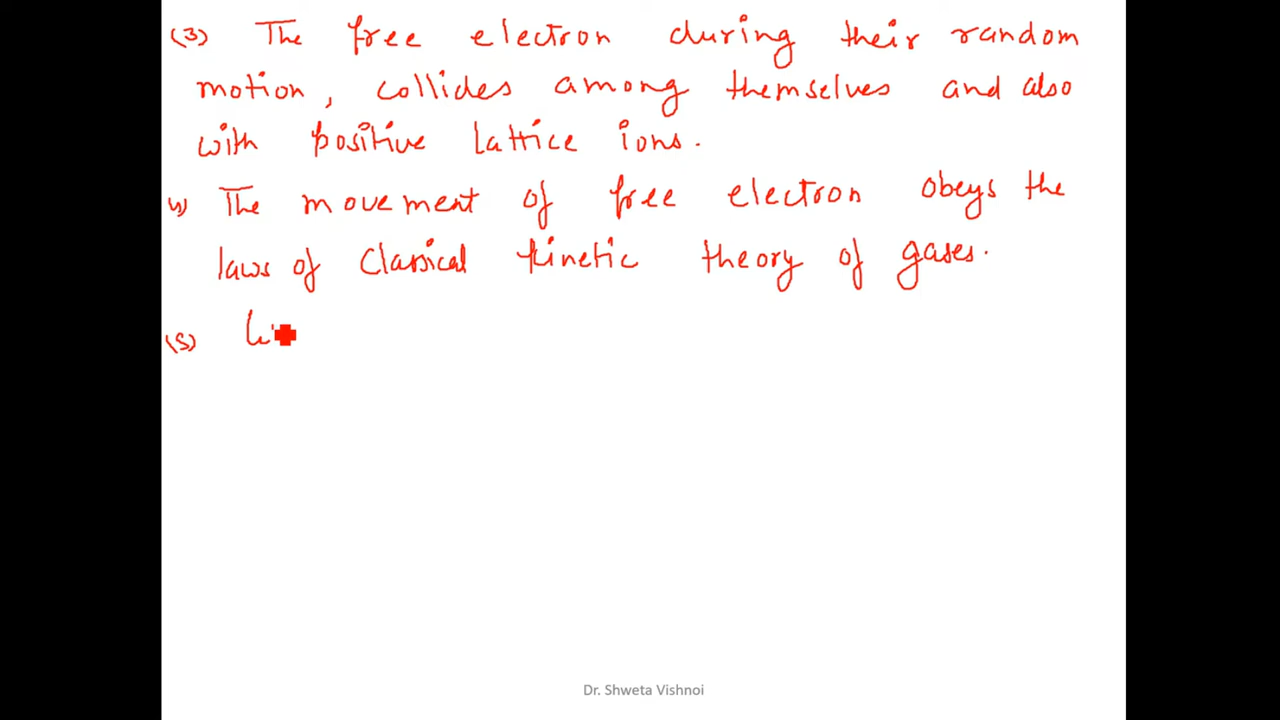 (3) The free electron during their random
motion, collides among themselves and also
with positive lattice ions.
4) The movement of free electron obeys the
laws of classical kinetic theory of gases.
(5)
Dr. Shweta Vishnoi